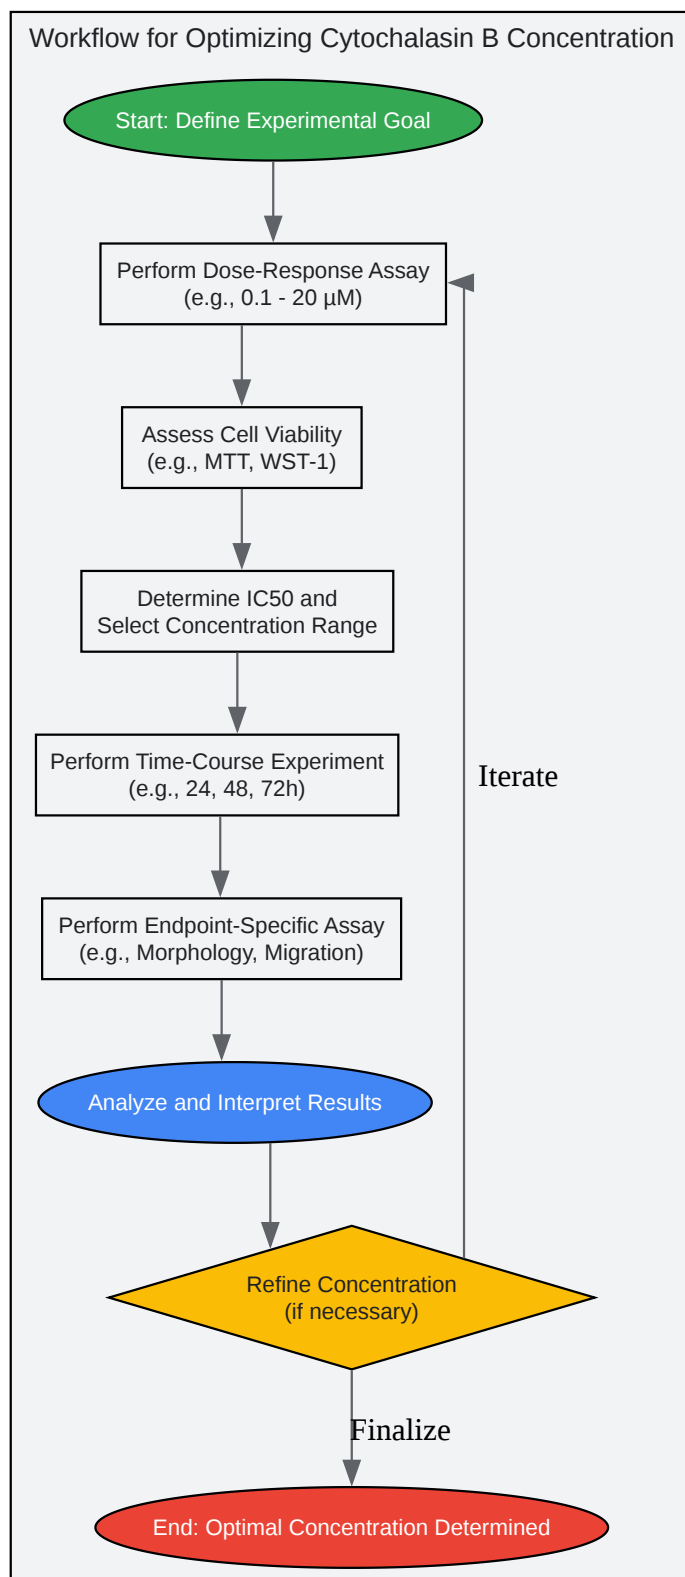 Workflow for Optimizing Cytochalasin B Concentration
Start: Define Experimental Goal
Perform Dose-Response Assay
(e.g., 0.1 - 20 µM)
Assess Cell Viability
(e.g., MTT, WST-1)
Determine IC50 and
Select Concentration Range
Perform Time-Course Experiment
(e.g., 24, 48, 72h)
Iterate
Perform Endpoint-Specific Assay
(e.g., Morphology, Migration)
Analyze and Interpret Results
Refine Concentration
(if necessary)
Finalize
End: Optimal Concentration Determined